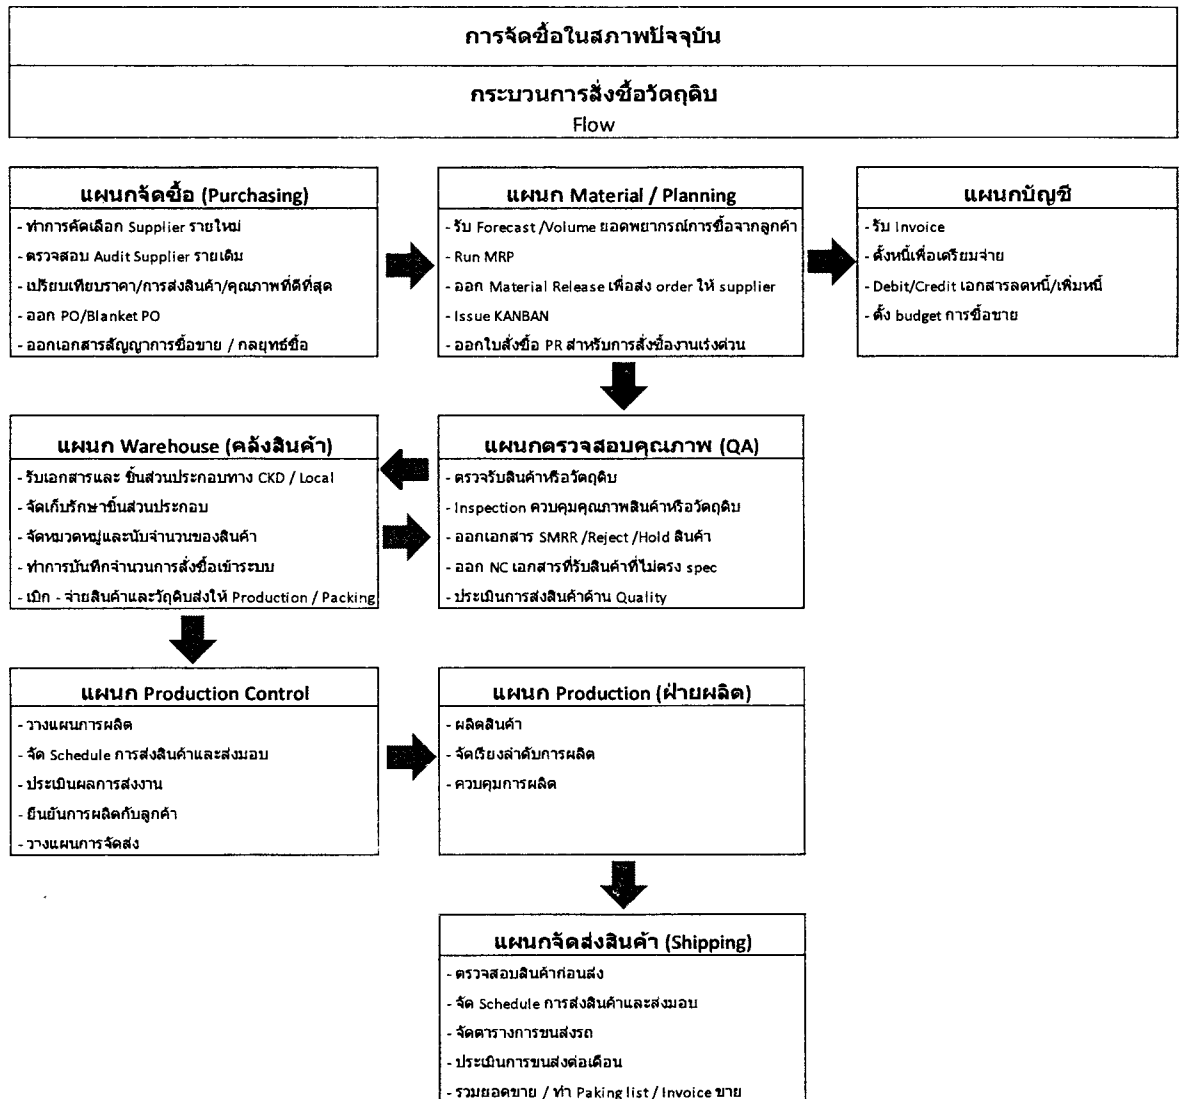 การจัดซื้อในสภาพปัจจุบัน
กระบวนการสั่งซื้อวัตถุดิบ
Flow
แผนกจัดซื้อ (Purchasing)
- ทำการคัดเลือก Supplier รายใหม่
- ตรวจสอบ Audit Supplier รายเดิม
- เปรียบเทียบราคา/การส่งสินค้า/คุณภาพที่ดีที่สุด
- ออก PO/Blanket PO
- ออกเอกสารสัญญาการซื้อขาย / กลยุทธ์ซื้อ
แผนก Material / Planning
- รับ Forecast /Volume ยอดพยากรณ์การซื้อจากลูกค้า
- Run MRP
- ออก Material Release เพื่อส่ง order ให้ supplier
- Issue KANBAN
- ออกใบสั่งซื้อ PR สำหรับการสั่งซื้องานเร่งด่วน
แผนกบัญชี
- รับ Invoice
- ตั้งหนี้เพื่อเตรียมจ่าย
- Debit/Credit เอกสารลดหนี้/เพิ่มหนี้
- ตั้ง budget การซื้อขาย
แผนก Warehouse (คลังสินค้า)
- รับเอกสารและ ชิ้นส่วนประกอบทาง CKD / Local
- จัดเก็บรักษาชิ้นส่วนประกอบ
- จัดหมวดหมู่และนับจำนวนของสินค้า
- ทำการบันทึกจำนวนการสั่งซื้อเข้าระบบ
- เบิก - จ่ายสินค้าและวัถุดิบส่งให้ Production / Packing
แผนกตรวจสอบคุณภาพ (QA)
- ตรวจรับสินค้าหรือวัตถุดิบ
- Inspection ควบคุมคุณภาพสินค้าหรือวัตถุดิบ
- ออกเอกสาร SMRR /Reject /Hold สินค้า
- ออก NC เอกสารที่รับสินค้าที่ไม่ตรง spec
- ประเมินการส่งสินค้าด้าน Quality
แผนก Production Control
- วางแผนการผลิต
- จัด Schedule การส่งสินค้าและส่งมอบ
- ประเมินผลการส่งงาน
- ยืนยันการผลิตกับลูกค้า
- วางแผนการจัดส่ง
แผนก Production (ฝ่ายผลิต)
- ผลิตสินค้า
- จัดเรียงลำดับการผลิต
- ควบคุมการผลิต
แผนกจัดส่งสินค้า (Shipping)
- ตรวจสอบสินค้าก่อนส่ง
- จัด Schedule การส่งสินค้าและส่งมอบ
- จัดตารางการขนส่งรถ
- ประเมินการขนส่งต่อเดือน
- รวมยอดขาย / ทำ Paking list / Invoice ขาย